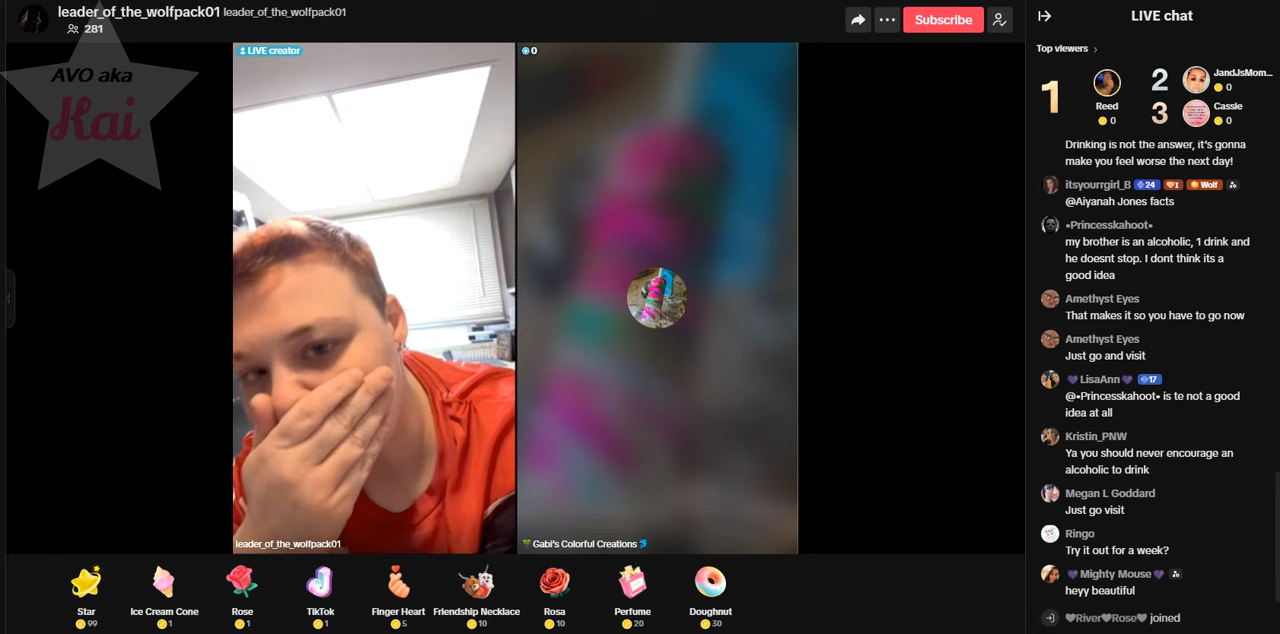 leader_of_the_wolfpack01 leader_of_the_wolfpack01
281
Subscribe
AVO aka
Kai
LIVE creator
0
leader_of_the_wolfpack01
Gabi's Colorful Creations
Star
99
Ice Cream Cone
1
Rose
1
TikTok
1
Finger Heart
5
Friendship Necklace
10
Rosa
10
Perfume
20
Doughnut
30
LIVE chat
Top viewers
1
Reed
0
2
JandJsMom...
0
3
Cassie
0
Drinking is not the answer, it's gonna
make you feel worse the next day!
itsyourrgirl_B 24 I Wolf
@Aiyanah Jones facts
•Princesskahoot•
my brother is an alcoholic, 1 drink and
he doesnt stop. I dont think its a
good idea
Amethyst Eyes
That makes it so you have to go now
Amethyst Eyes
Just go and visit
LisaAnn 17
@•Princesskahoot• is te not a good
idea at all
Kristin_PNW
Ya you should never encourage an
alcoholic to drink
Megan L Goddard
Just go visit
Ringo
Try it out for a week?
Mighty Mouse
heyy beautiful
♥River♥Rose♥ joined